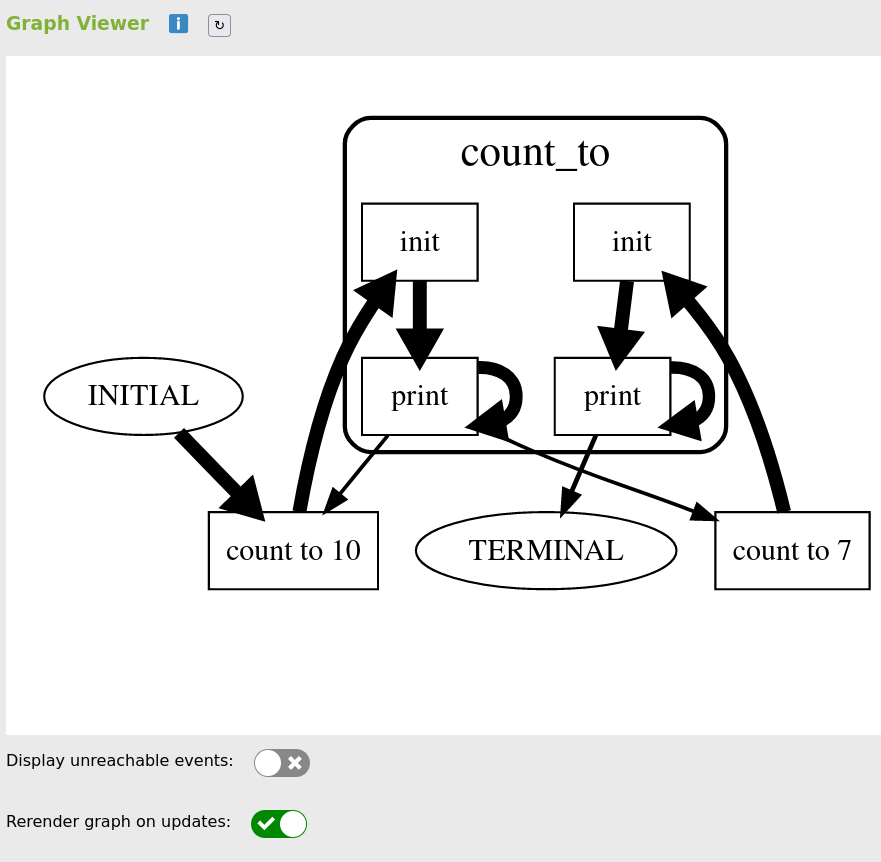 Graph Viewer i ↻
count_to
init init
print print
INITIAL
count to 10 TERMINAL count to 7
Display unreachable events:
Rerender graph on updates: